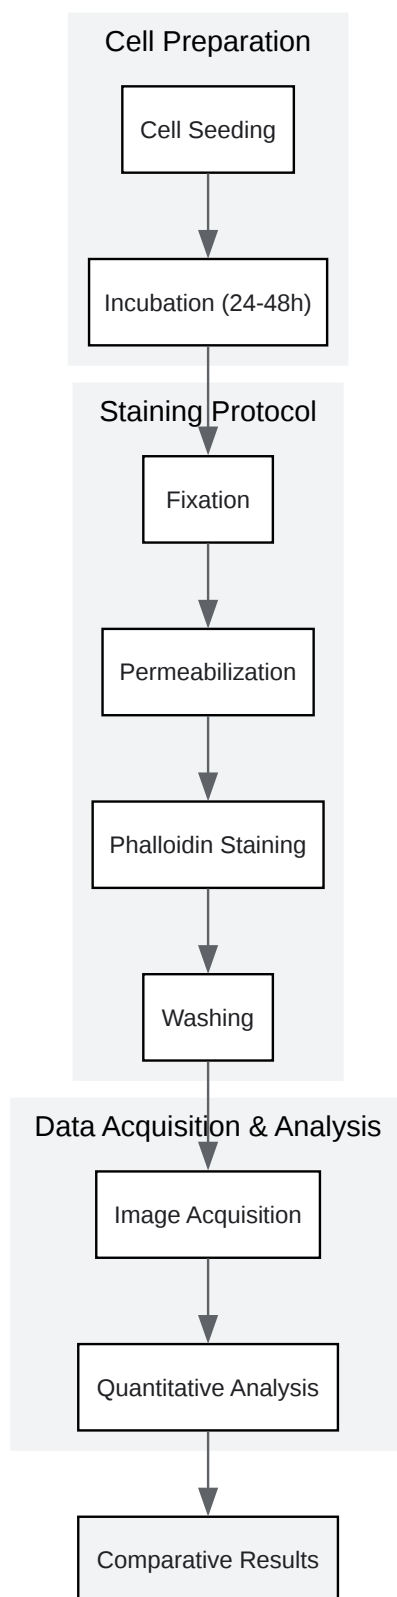 Cell Preparation
Cell Seeding
Incubation (24-48h)
Staining Protocol
Fixation
Permeabilization
Phalloidin Staining
Washing
Data Acquisition & Analysis
Image Acquisition
Quantitative Analysis
Comparative Results